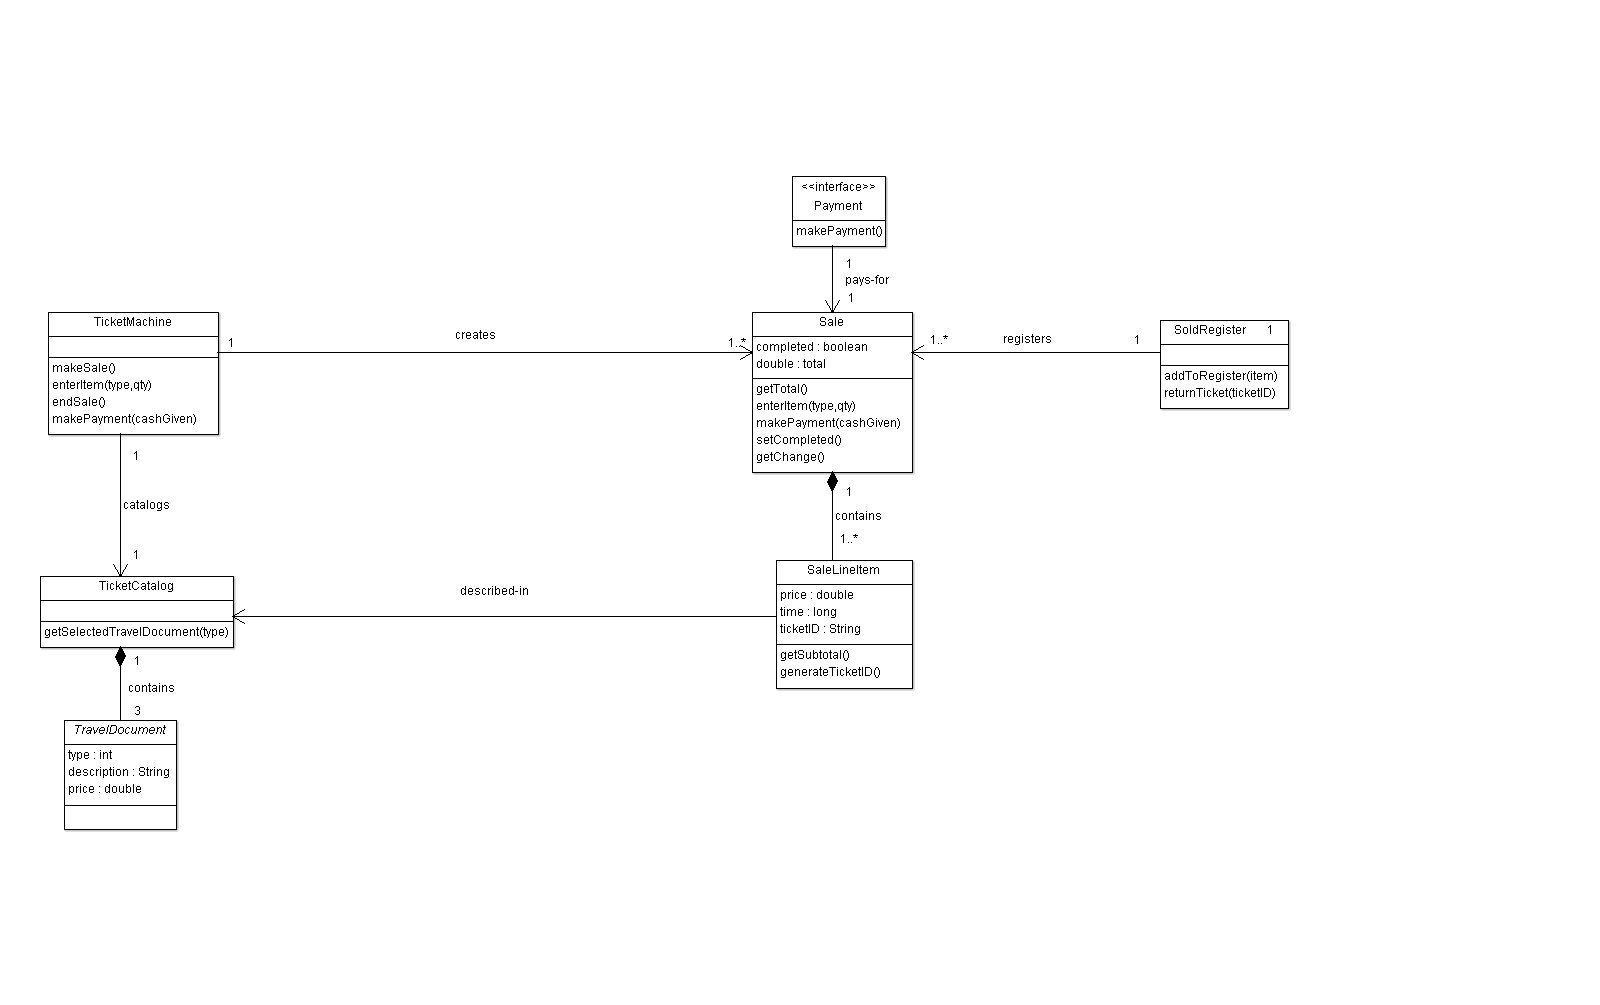 <<interface>>
Payment
makePayment()
1
pays-for
1
TicketMachine
makeSale()
enterItem(type,qty)
endSale()
makePayment(cashGiven)
1
creates
1..*
Sale
completed : boolean
double : total
getTotal()
enterItem(type,qty)
makePayment(cashGiven)
setCompleted()
getChange()
1..*
registers
1
SoldRegister 1
addToRegister(item)
returnTicket(ticketID)
1
catalogs
1
1
contains
1..*
TicketCatalog
getSelectedTravelDocument(type)
described-in
SaleLineItem
price : double
time : long
ticketID : String
getSubtotal()
generateTicketID()
1
contains
3
TravelDocument
type : int
description : String
price : double